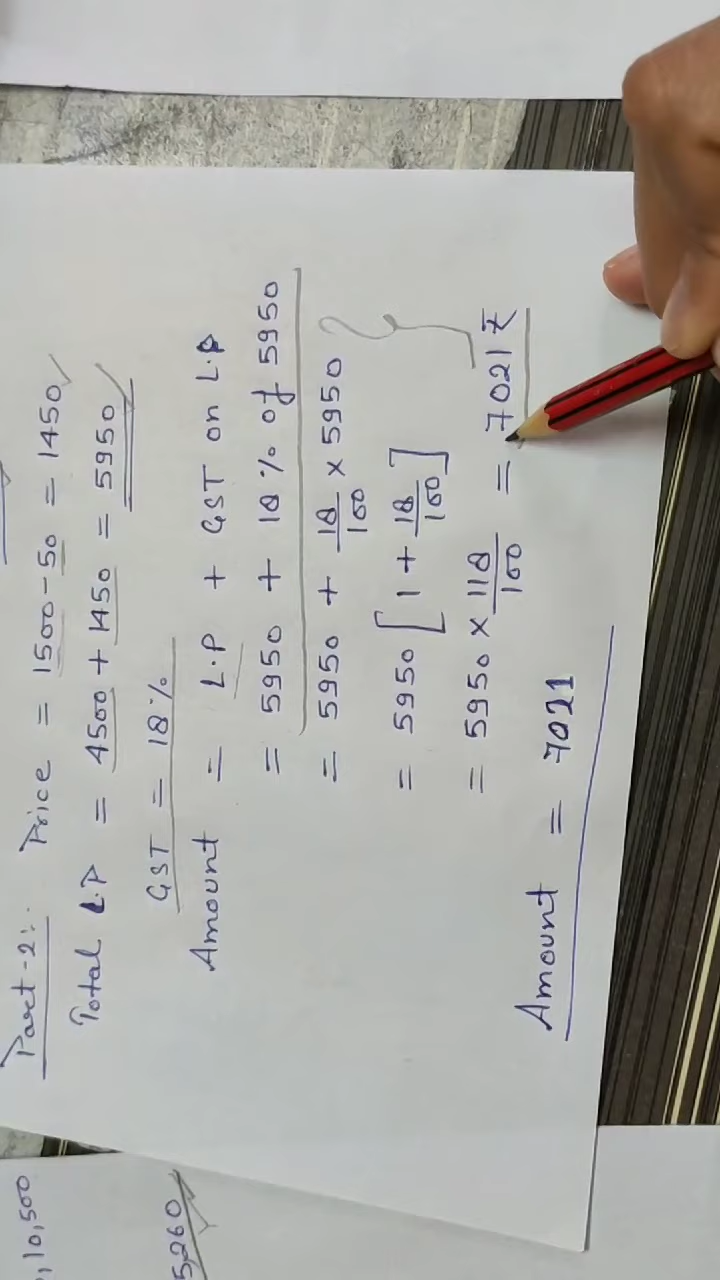 Part-2:. Price = 1500-50 = 1450
Total L.P = 4500 + 1450 = 5950
GST = 18%
Amount = L.P + GST on L.P
= 5950 + 18% of 5950
= 5950 + 18/100 × 5950
= 5950 [1 + 18/100]
= 5950 × 118/100 = 7021 ₹
Amount = 7021
10,500
5,260